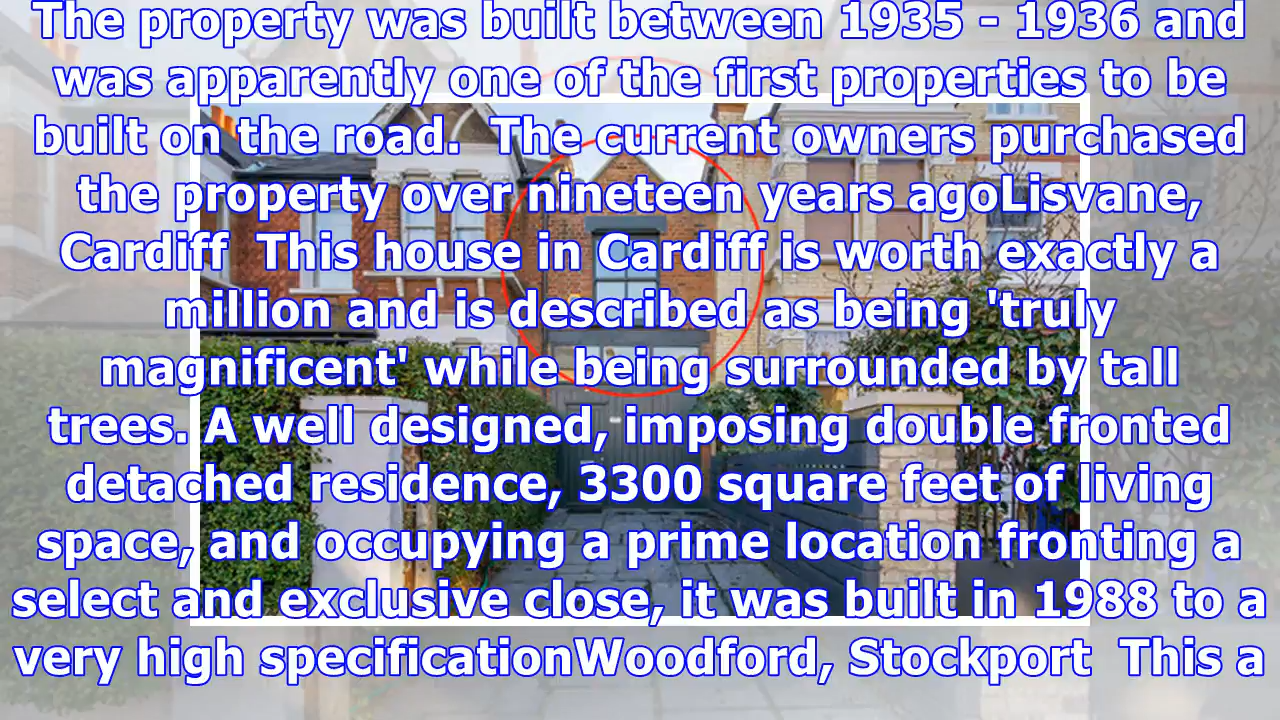 The property was built between 1935 - 1936 and
was apparently one of the first properties to be
built on the road.  The current owners purchased
the property over nineteen years agoLisvane,
Cardiff  This house in Cardiff is worth exactly a
million and is described as being 'truly
magnificent' while being surrounded by tall
trees. A well designed, imposing double fronted
detached residence, 3300 square feet of living
space, and occupying a prime location fronting a
select and exclusive close, it was built in 1988 to a
very high specificationWoodford, Stockport  This a